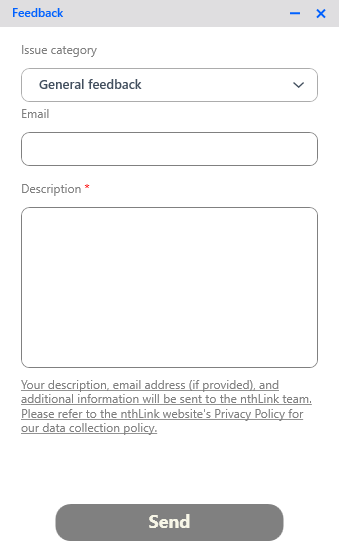 Feedback
Issue category
General feedback
Email
Description *
Your description, email address (if provided), and
additional information will be sent to the nthLink team.
Please refer to the nthLink website's Privacy Policy for
our data collection policy.
Send